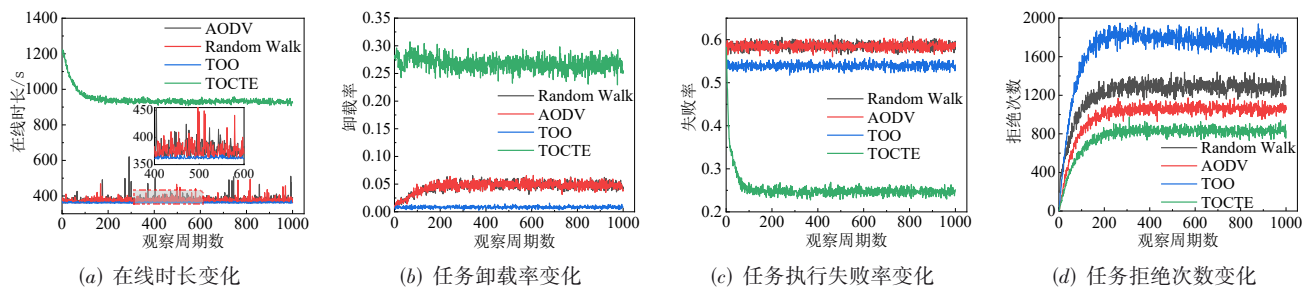 1400
1200
1000
800
600
400
在线时长/s
AODV
Random Walk
TOO
TOCTE
450
400
350
400 500 600
0 200 400 600 800 1000
观察周期数
(a) 在线时长变化
0.35
0.30
0.25
0.20
0.15
0.10
0.05
0.00
卸载率
Random Walk
AODV
TOO
TOCTE
0 200 400 600 800 1000
观察周期数
(b) 任务卸载率变化
0.6
0.5
0.4
0.3
0.2
失败率
Random Walk
AODV
TOO
TOCTE
0 200 400 600 800 1000
观察周期数
(c) 任务执行失败率变化
2000
1600
1200
800
400
0
拒绝次数
Random Walk
AODV
TOO
TOCTE
0 200 400 600 800 1000
观察周期数
(d) 任务拒绝次数变化